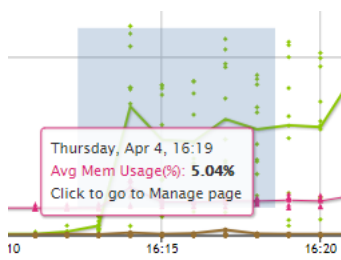 Thursday, Apr 4, 16:19
Avg Mem Usage(%): 5.04%
Click to go to Manage page
10 16:15 16:20